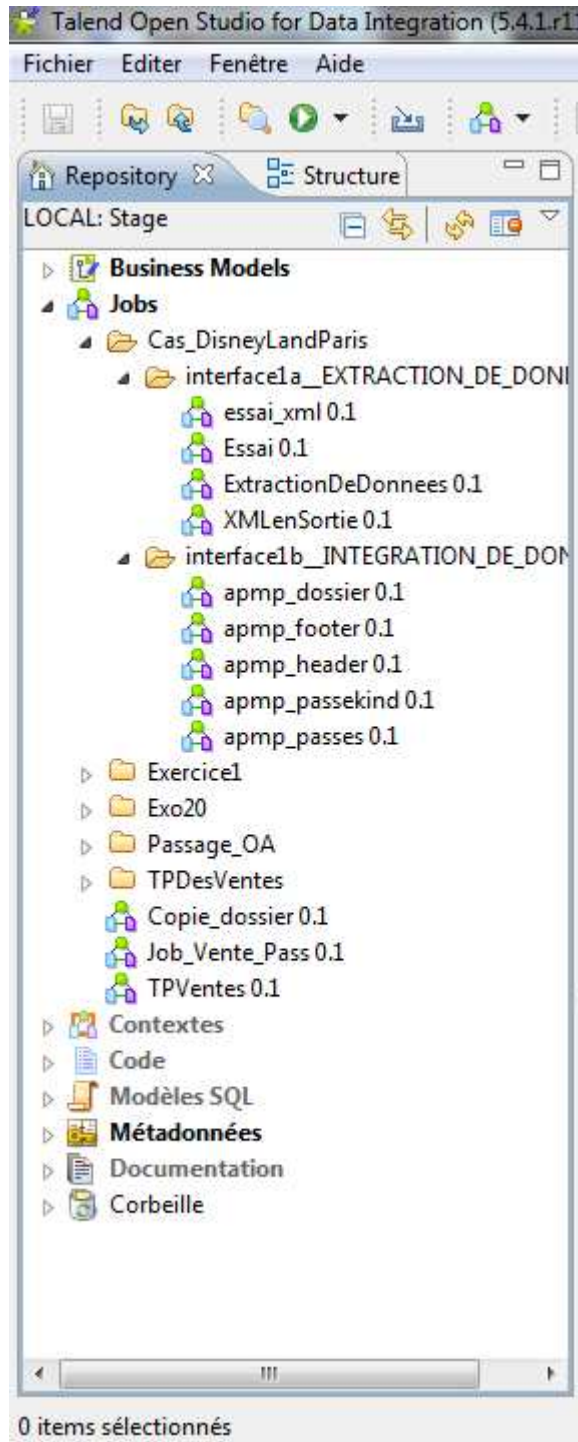 Talend Open Studio for Data Integration (5.4.1.r1
Fichier Editer Fenêtre Aide
Repository Structure
LOCAL: Stage
Business Models
Jobs
Cas_DisneyLandParis
interface1a__EXTRACTION_DE_DON
essai_xml 0.1
Essai 0.1
ExtractionDeDonnees 0.1
XMLenSortie 0.1
interface1b__INTEGRATION_DE_DON
apmp_dossier 0.1
apmp_footer 0.1
apmp_header 0.1
apmp_passekind 0.1
apmp_passes 0.1
Exercice1
Exo20
Passage_OA
TPDesVentes
Copie_dossier 0.1
Job_Vente_Pass 0.1
TPVentes 0.1
Contextes
Code
Modèles SQL
Métadonnées
Documentation
Corbeille
0 items sélectionnés